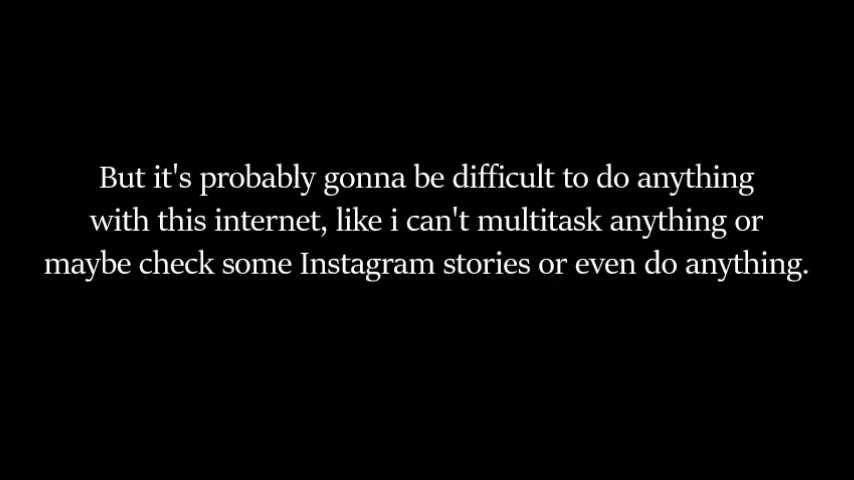 But it's probably gonna be difficult to do anything
with this internet, like i can't multitask anything or
maybe check some Instagram stories or even do anything.